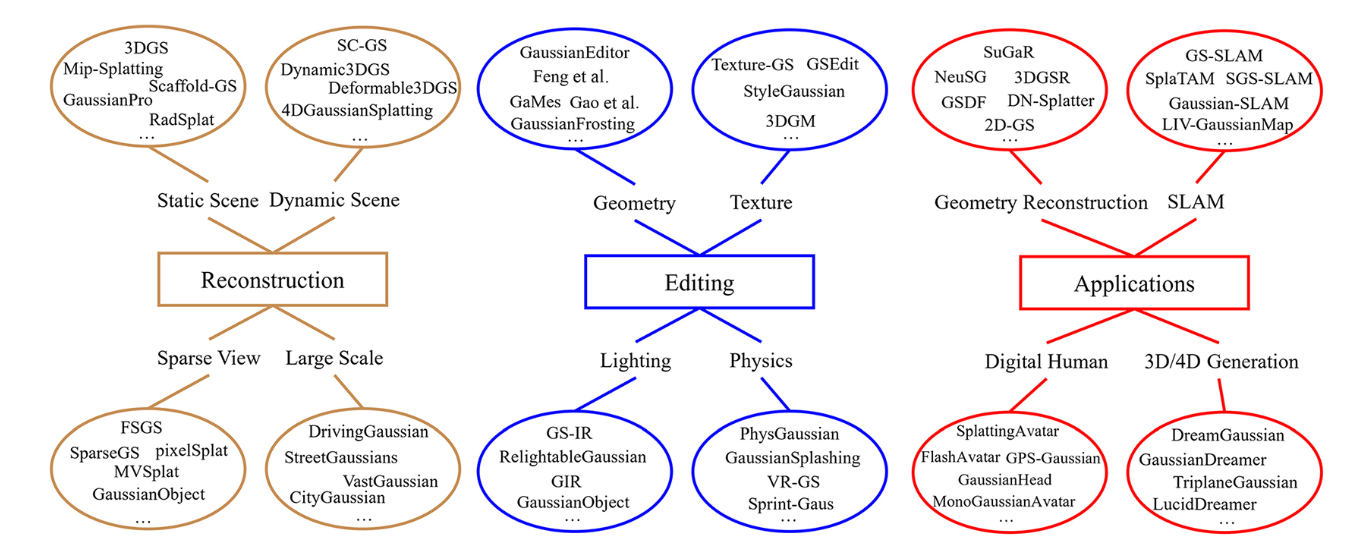 3DGS
Mip-Splatting
Scaffold-GS
GaussianPro
RadSplat
...
SC-GS
Dynamic3DGS
Deformable3DGS
4DGaussianSplatting
...
Static Scene
Dynamic Scene
Reconstruction
Sparse View
Large Scale
FSGS
SparseGS pixelSplat
MVSplat
GaussianObject
...
DrivingGaussian
StreetGaussians
VastGaussian
CityGaussian
...
GaussianEditor
Feng et al.
GaMes Gao et al.
GaussianFrosting
...
Texture-GS GSEdit
StyleGaussian
3DGM
...
Geometry
Texture
Editing
Lighting
Physics
GS-IR
RelightableGaussian
GIR
GaussianObject
...
PhysGaussian
GaussianSplashing
VR-GS
Sprint-Gaus
...
SuGaR
NeuSG 3DGSR
GSDF DN-Splatter
2D-GS
...
GS-SLAM
SplaTAM SGS-SLAM
Gaussian-SLAM
LIV-GaussianMap
...
Geometry Reconstruction
SLAM
Applications
Digital Human
3D/4D Generation
SplattingAvatar
FlashAvatar GPS-Gaussian
GaussianHead
MonoGaussianAvatar
...
DreamGaussian
GaussianDreamer
TriplaneGaussian
LucidDreamer
...